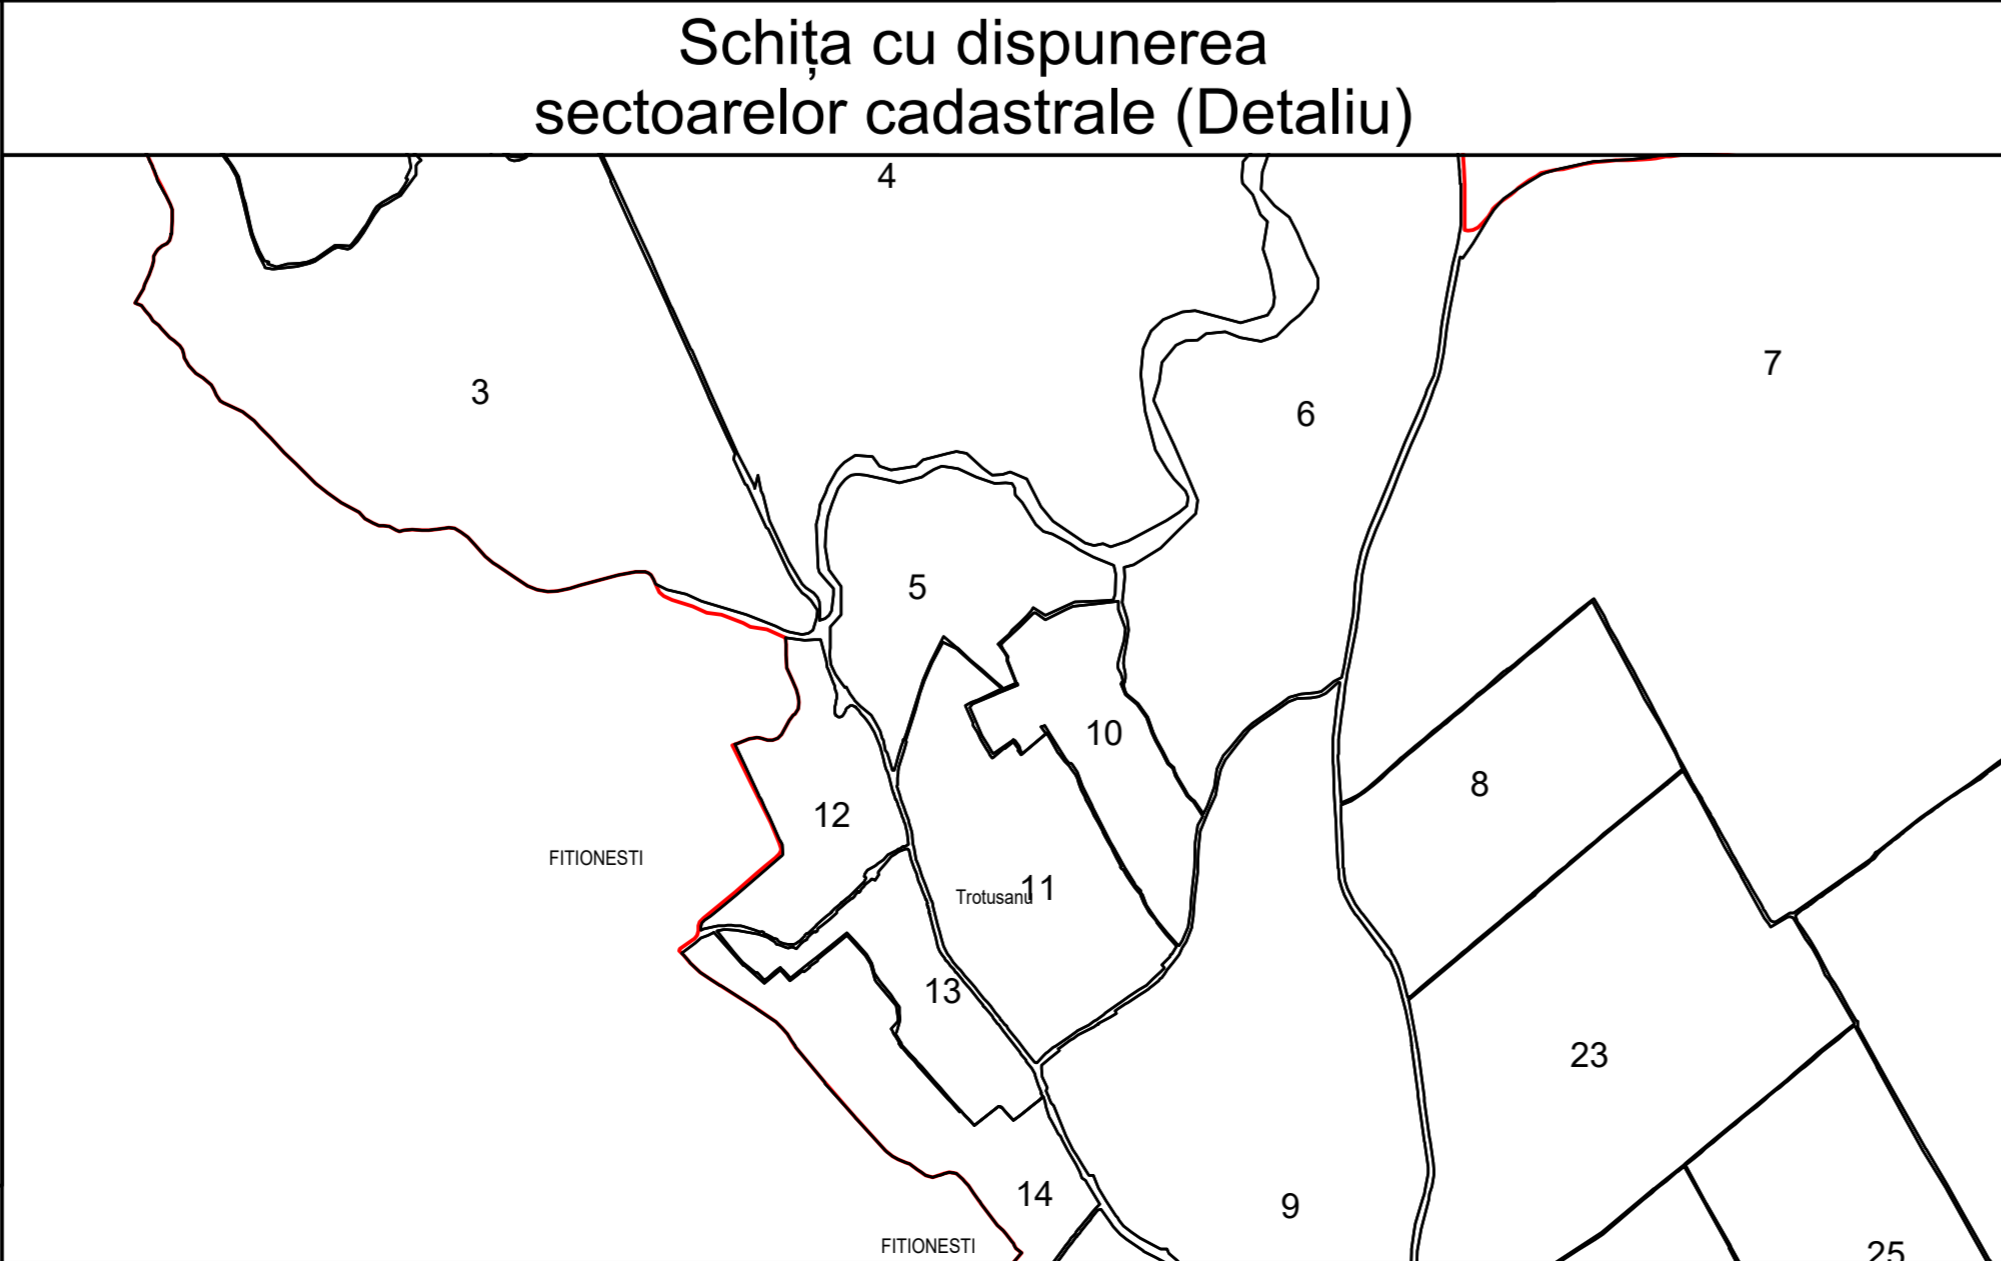 Schița cu dispunerea
sectoarelor cadastrale (Detaliu)
4
7
3
6
5
10
8
12
FITIONESTI
11
Trotusanu
13
23
14
9
FITIONESTI
25